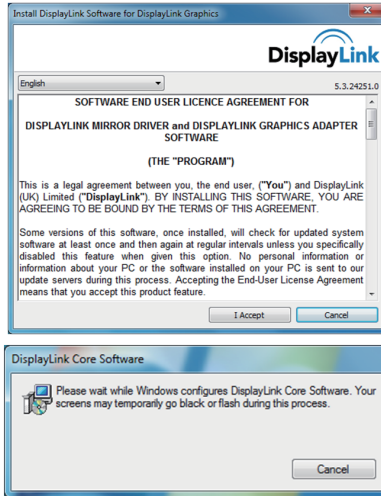 Install DisplayLink Software for DisplayLink Graphics
DisplayLink
English
5.3.24251.0
SOFTWARE END USER LICENCE AGREEMENT FOR
DISPLAYLINK MIRROR DRIVER and DISPLAYLINK GRAPHICS ADAPTER
SOFTWARE
(THE "PROGRAM")
This is a legal agreement between you, the end user, ("You") and DisplayLink
(UK) Limited ("DisplayLink"). BY INSTALLING THIS SOFTWARE, YOU ARE
AGREEING TO BE BOUND BY THE TERMS OF THIS AGREEMENT.
Some versions of this software, once installed, will check for updated system
software at least once and then again at regular intervals unless you specifically
disabled this feature when given this option. No personal information or
information about your PC or the software installed on your PC is sent to our
update servers during this process. Accepting the End-User License Agreement
means that you accept this product feature.
I Accept
Cancel
DisplayLink Core Software
Please wait while Windows configures DisplayLink Core Software. Your
screens may temporarily go black or flash during this process.
Cancel